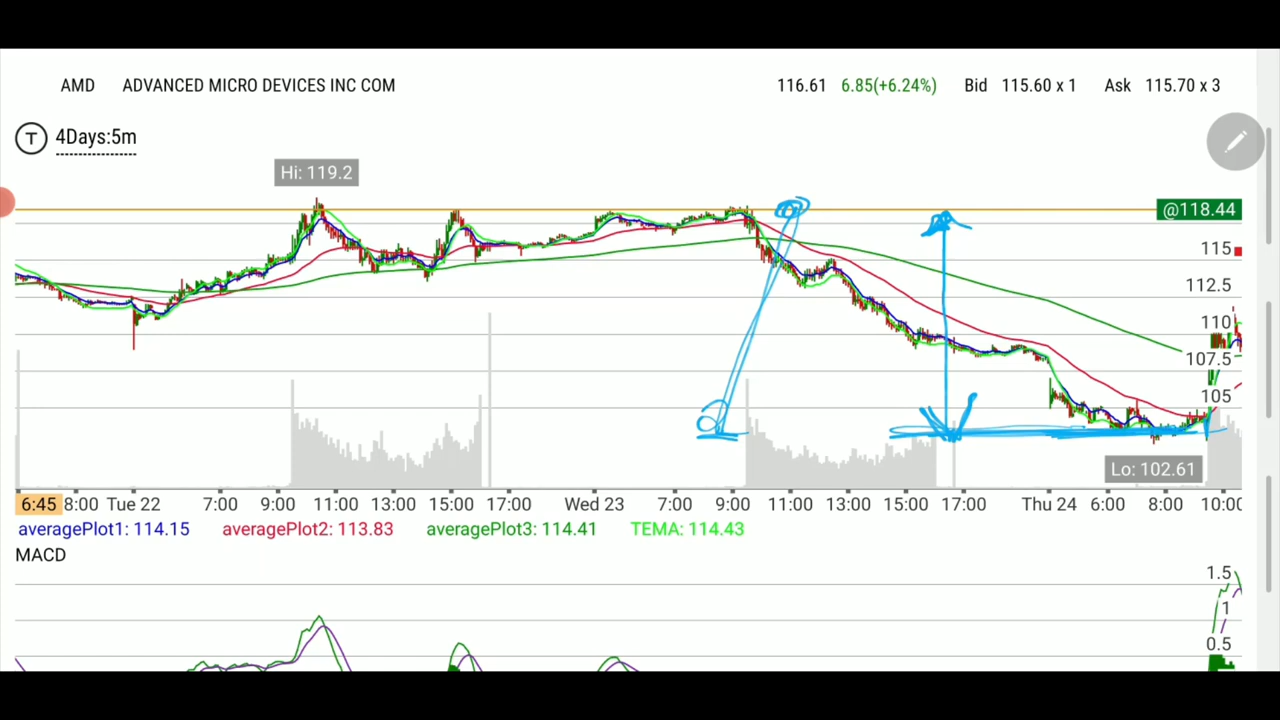 AMD ADVANCED MICRO DEVICES INC COM 116.61 6.85(+6.24%) Bid 115.60 x 1 Ask 115.70 x 3
T 4Days:5m
Hi: 119.2
@118.44
115
112.5
110
107.5
105
Lo: 102.61
6:45 8:00 Tue 22 7:00 9:00 11:00 13:00 15:00 17:00 Wed 23 7:00 9:00 11:00 13:00 15:00 17:00 Thu 24 6:00 8:00 10:00
averagePlot1: 114.15 averagePlot2: 113.83 averagePlot3: 114.41 TEMA: 114.43
MACD
1.5
1
0.5